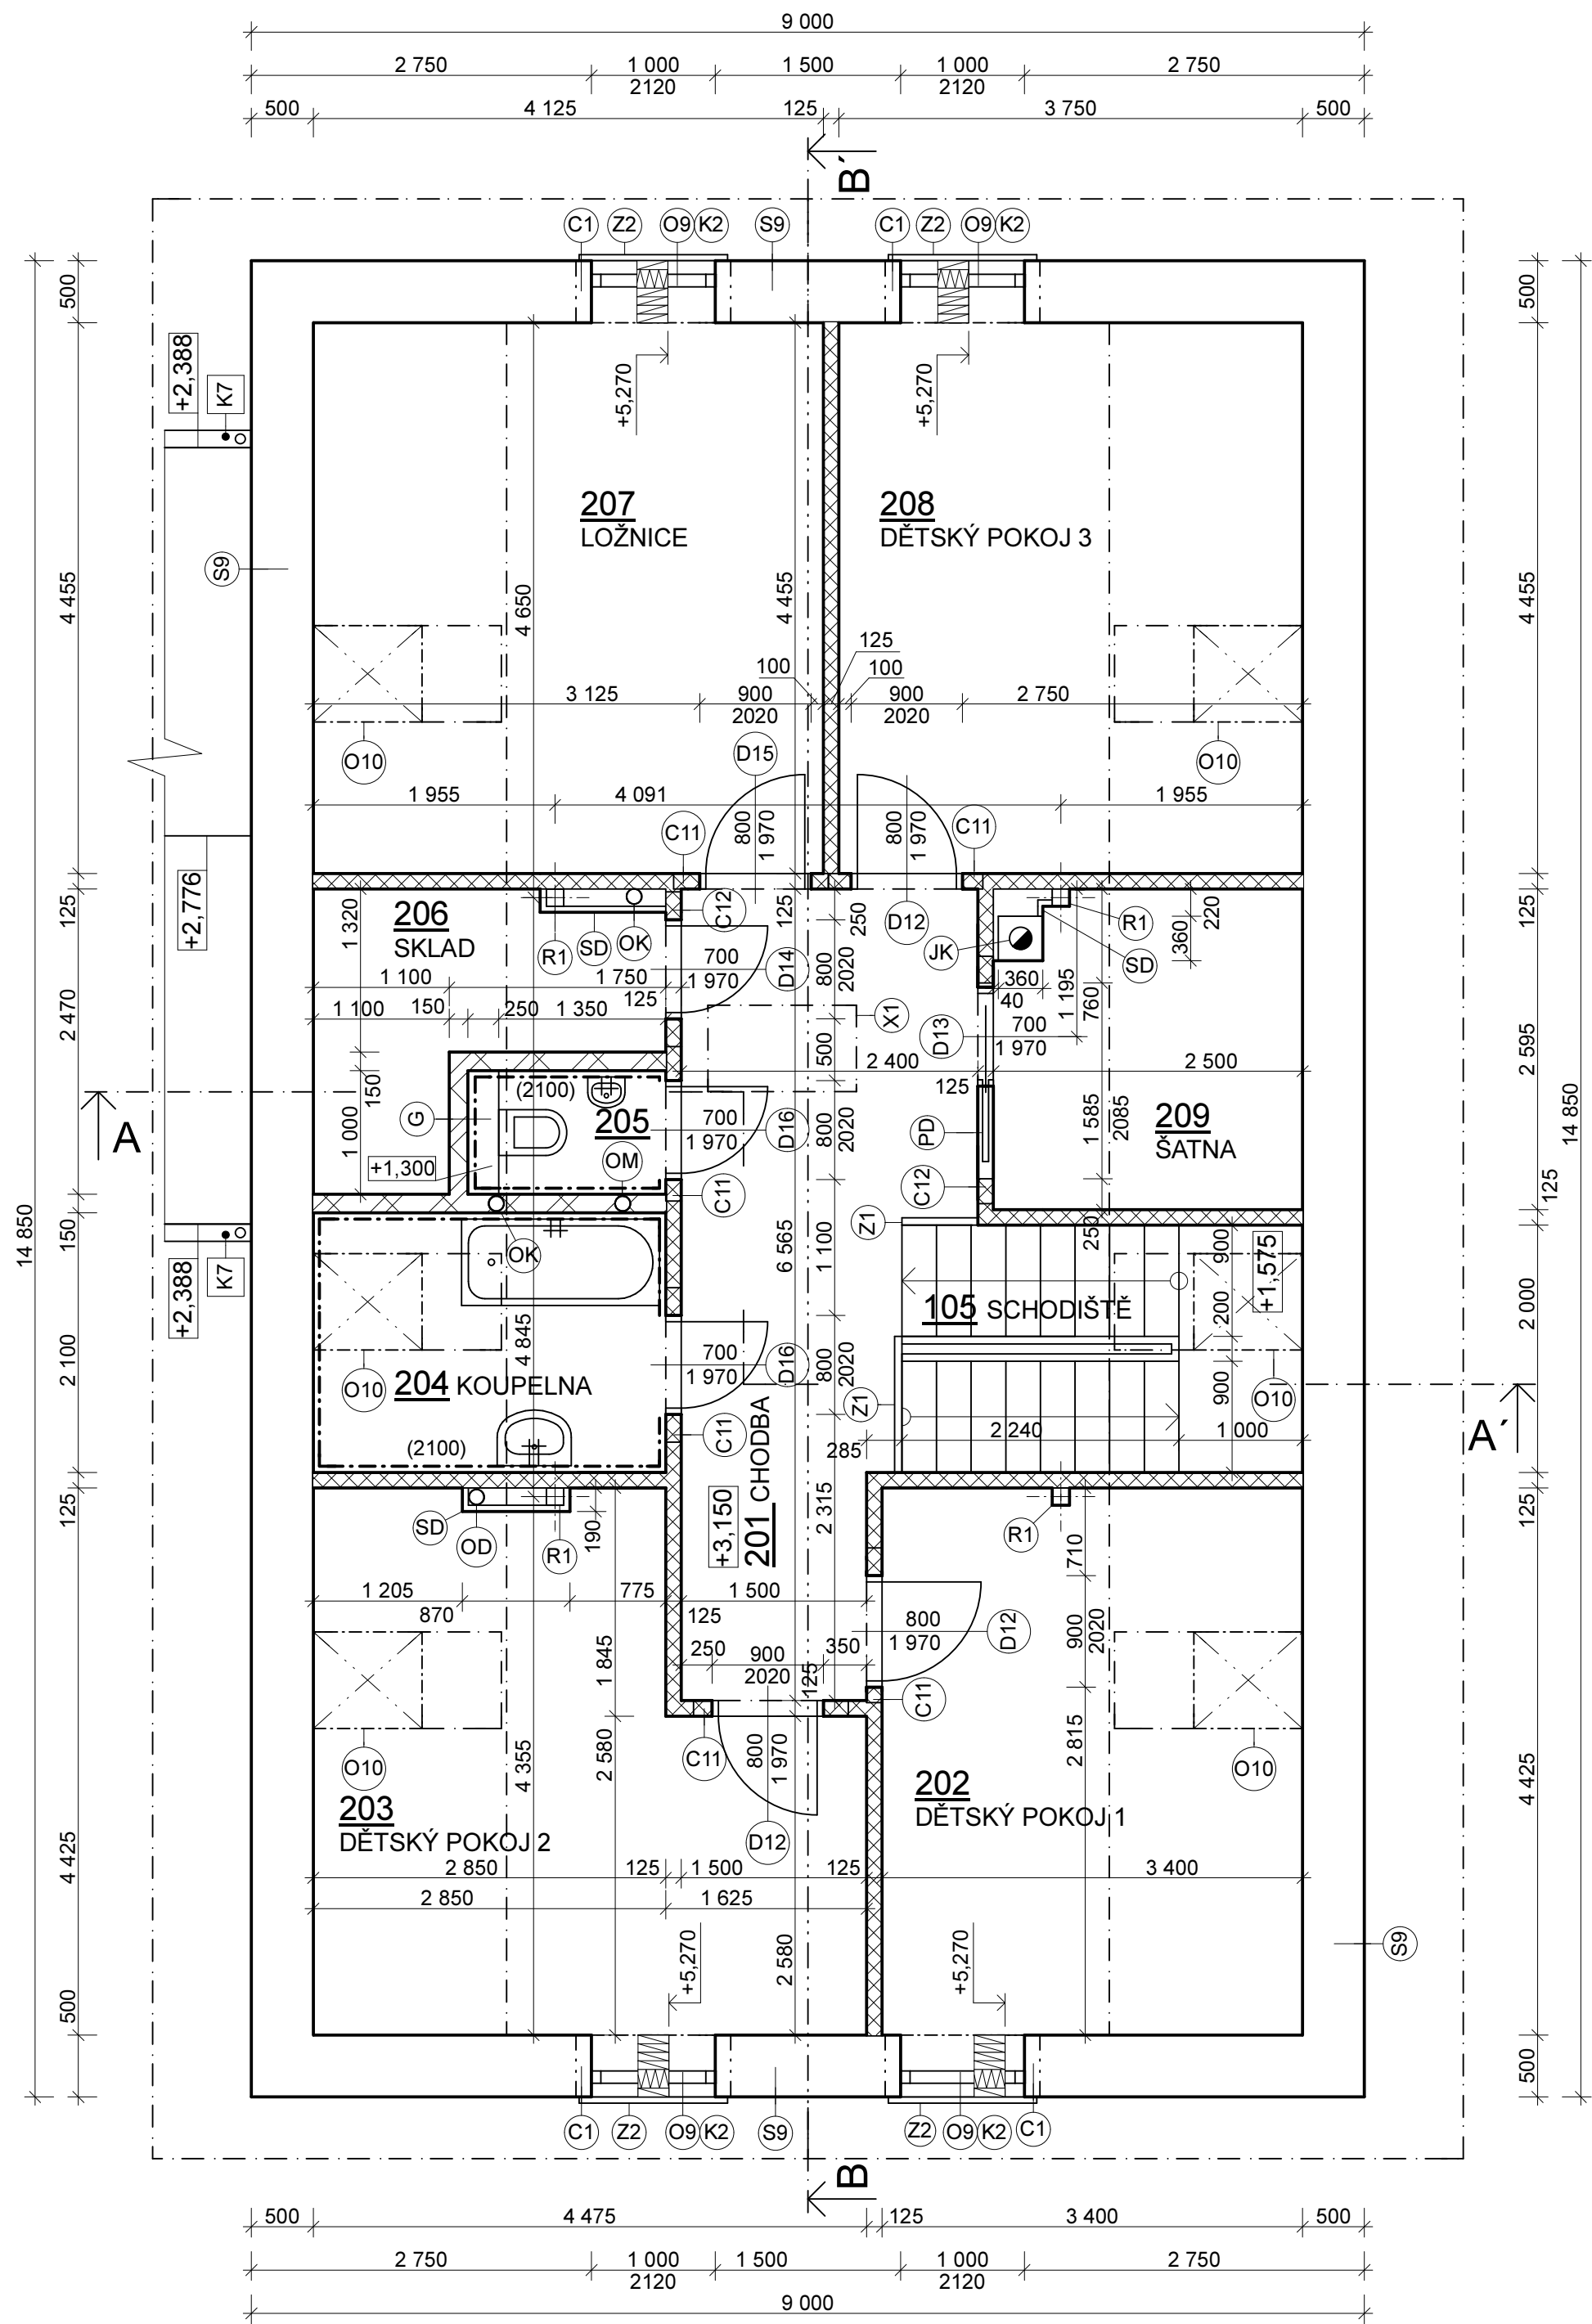 9 000
2 750 1 000 1 500 1 000 2 750
2120 2120
500 4 125 125 3 750 500
B´
C1 Z2 O9 K2 S9 C1 Z2 O9 K2
500 500
+2,388 K7
+5,270 +5,270
207 208
LOŽNICE DĚTSKÝ POKOJ 3
S9
4 455 4 650 4 455 4 455
125
100 100
3 125 900 900 2 750
2020 2020
O10 D15 O10
1 955 4 091 1 955
C11 800 1 970 800 1 970 C11
+2,776
125 1 320 206 C12 125 250 D12 R1 220 125
SKLAD R1 SD OK JK SD 360
1 100 1 750 700 1 970 D14 800 2020 360 1 195
125 40 760
1 100 150 250 1 350 X1 D13 700
1 970
2 470 500 2 400 2 500 2 595
150 125
(2100)
A G 1 000 205 700 1 970 D16 800 2020 PD 1 585 2085 209
ŠATNA
+1,300 OM C11 C12 125
14 850 14 850
150 Z1 250 900 +1,575
+2,388 K7 OK 6 565 1 100
105 SCHODIŠTĚ 200 2 000
2 100 4 845 700 1 970 D16 800 2020
O10 204 KOUPELNA Z1 900 O10
(2100) C11 285 2 240 1 000 A´
125 SD OD R1 190 +3,150 201 CHODBA 2 315 R1 125
710
1 205 775 1 500
870 125 800 1 970 D12 900 2020
1 845 250 900 350
2020 125
C11 C11
O10 4 355 2 580 800 1 970 2 815 O10
203 202
DĚTSKÝ POKOJ 2 DĚTSKÝ POKOJ 1
D12
4 425 4 425
2 850 125 1 500 125 3 400
2 850 1 625
+5,270 2 580 +5,270 S9
500 500
C1 Z2 O9 K2 S9 Z2 O9 K2 C1
B
500 4 475 125 3 400 500
2 750 1 000 1 500 1 000 2 750
2120 2120
9 000